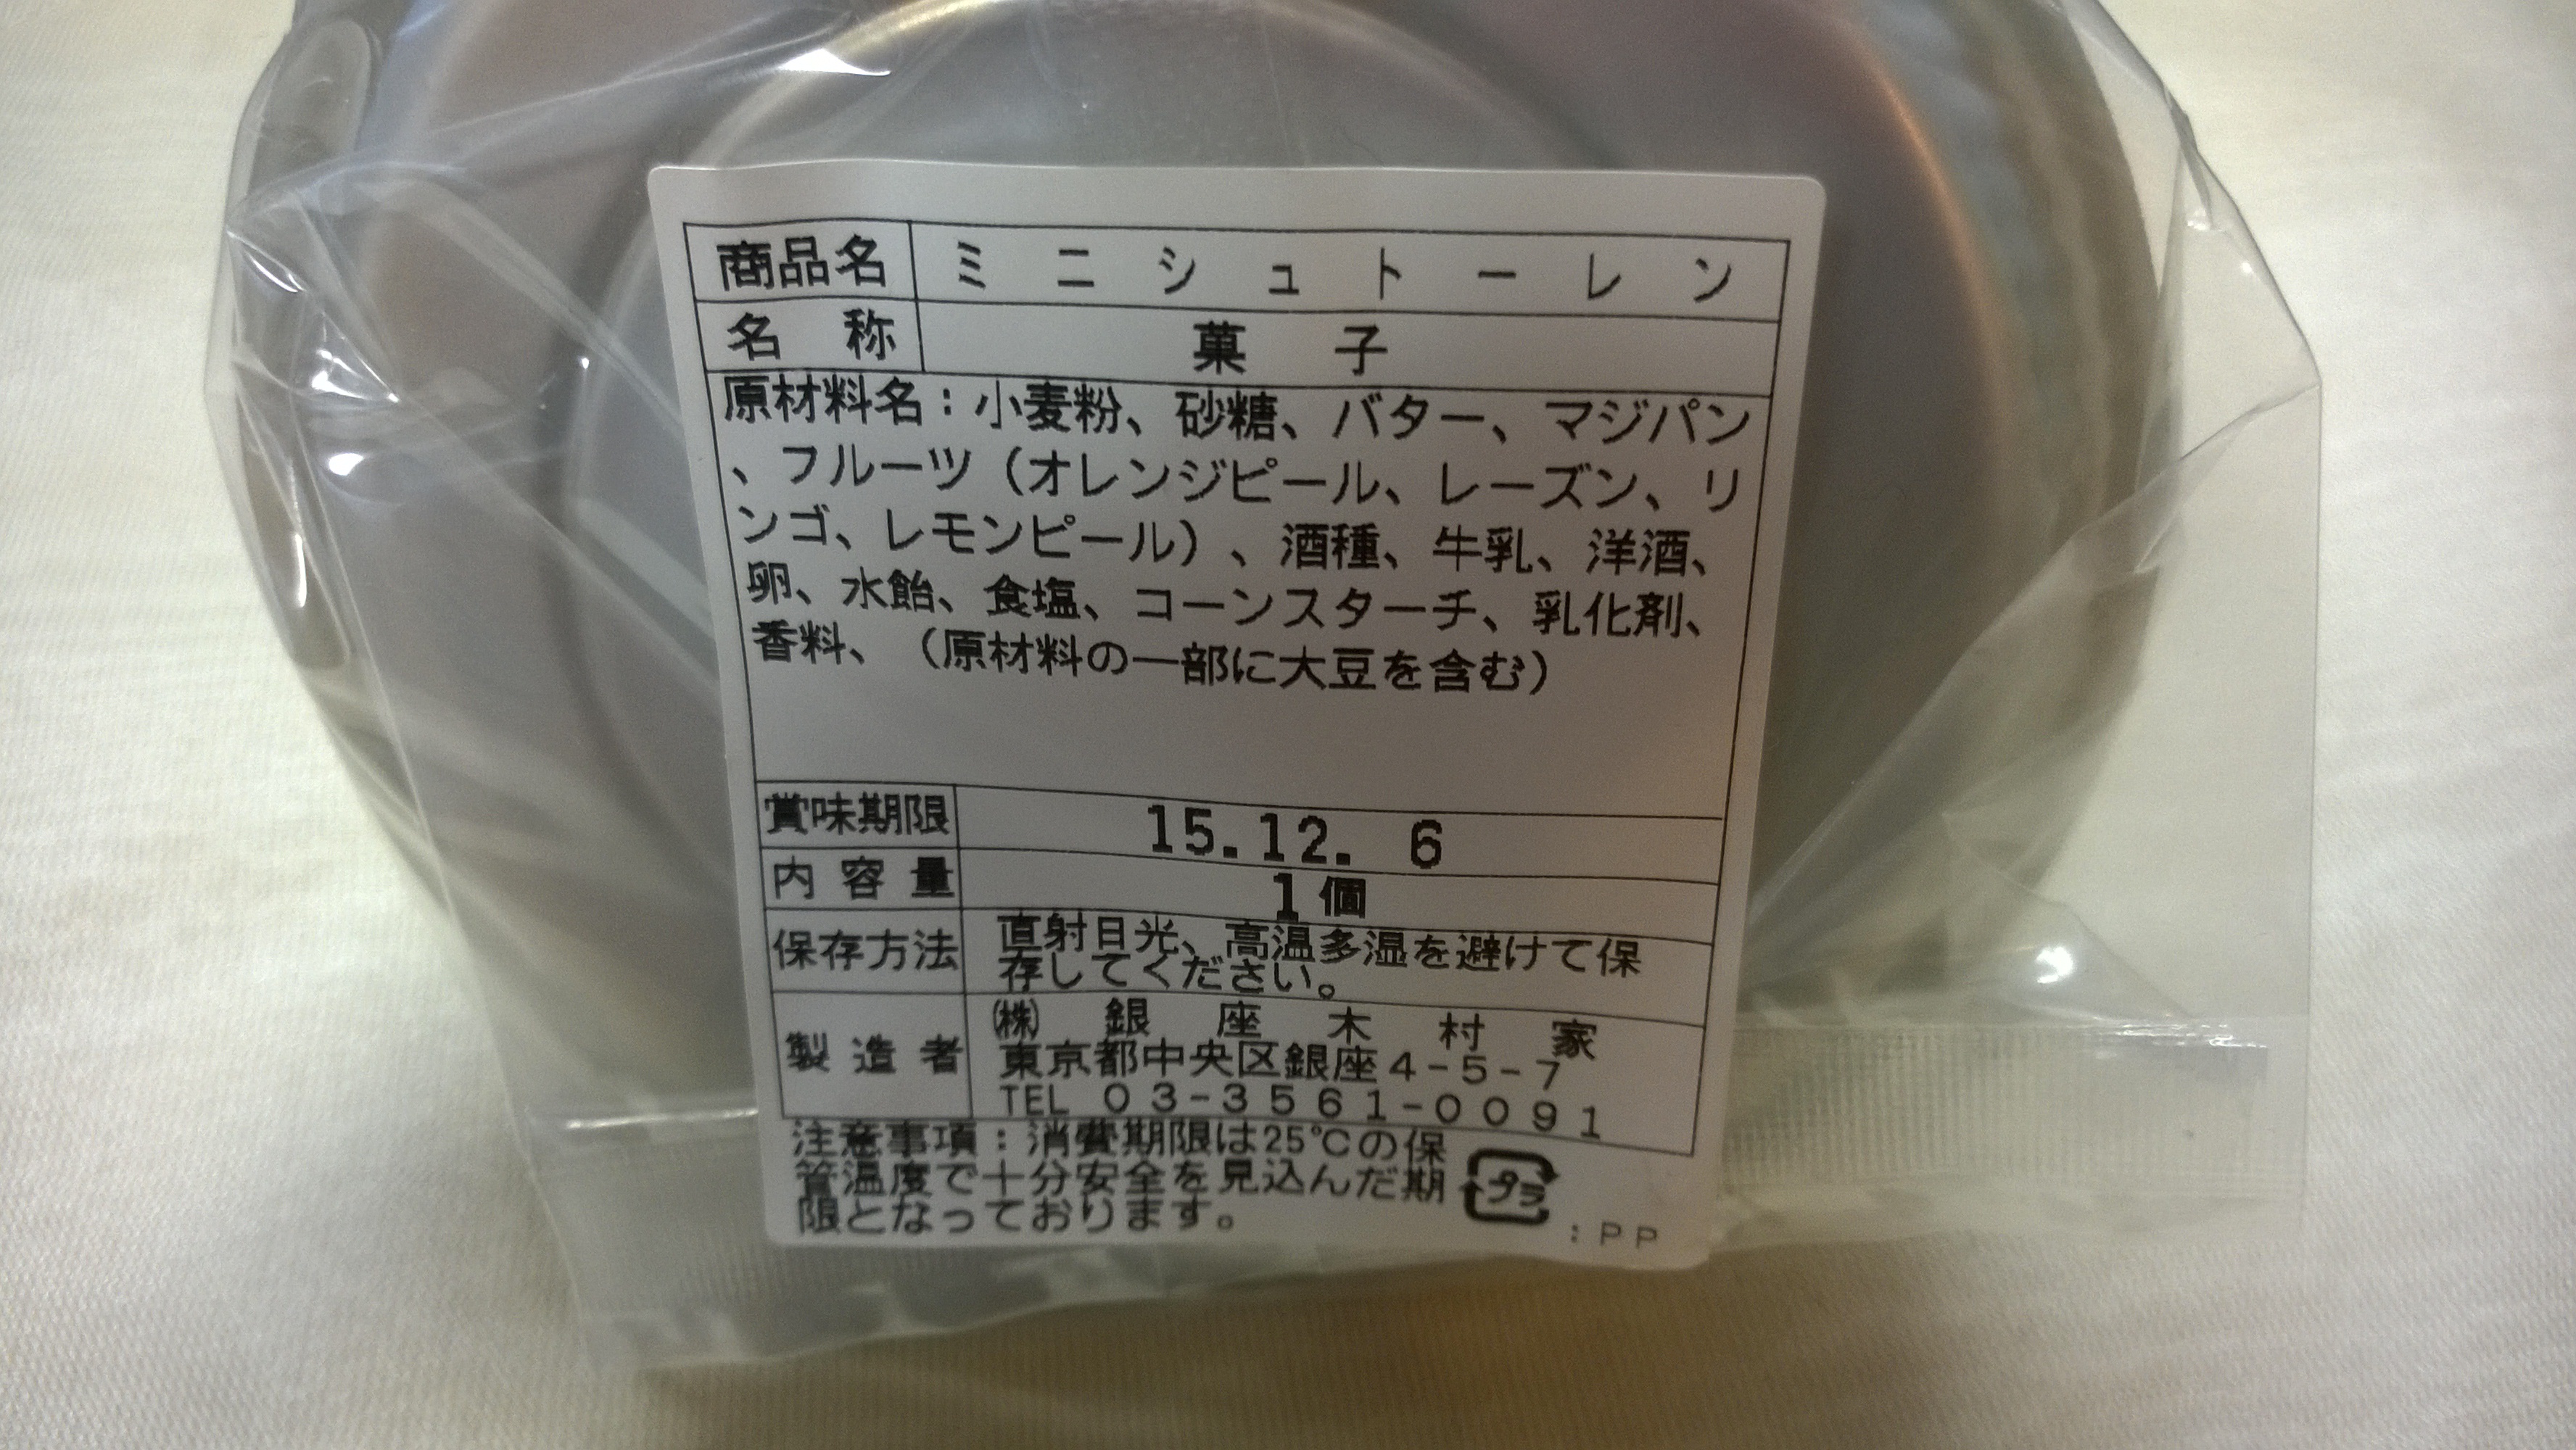 商品名 ミニシュトーレン
名称 菓子
原材料名：小麦粉、砂糖、バター、マジパン
、フルーツ（オレンジピール、レーズン、リ
ンゴ、レモンピール）、酒種、牛乳、洋酒、
卵、水飴、食塩、コーンスターチ、乳化剤、
香料、（原材料の一部に大豆を含む）
賞味期限 15.12. 6
内容量 1個
保存方法 直射日光、高温多湿を避けて保
存してください。
製造者 ㈱ 銀座木村家
東京都中央区銀座4-5-7
TEL 03-3561-0091
注意事項：消費期限は25℃の保
管温度で十分安全を見込んだ期
限となっております。
プラ
：PP